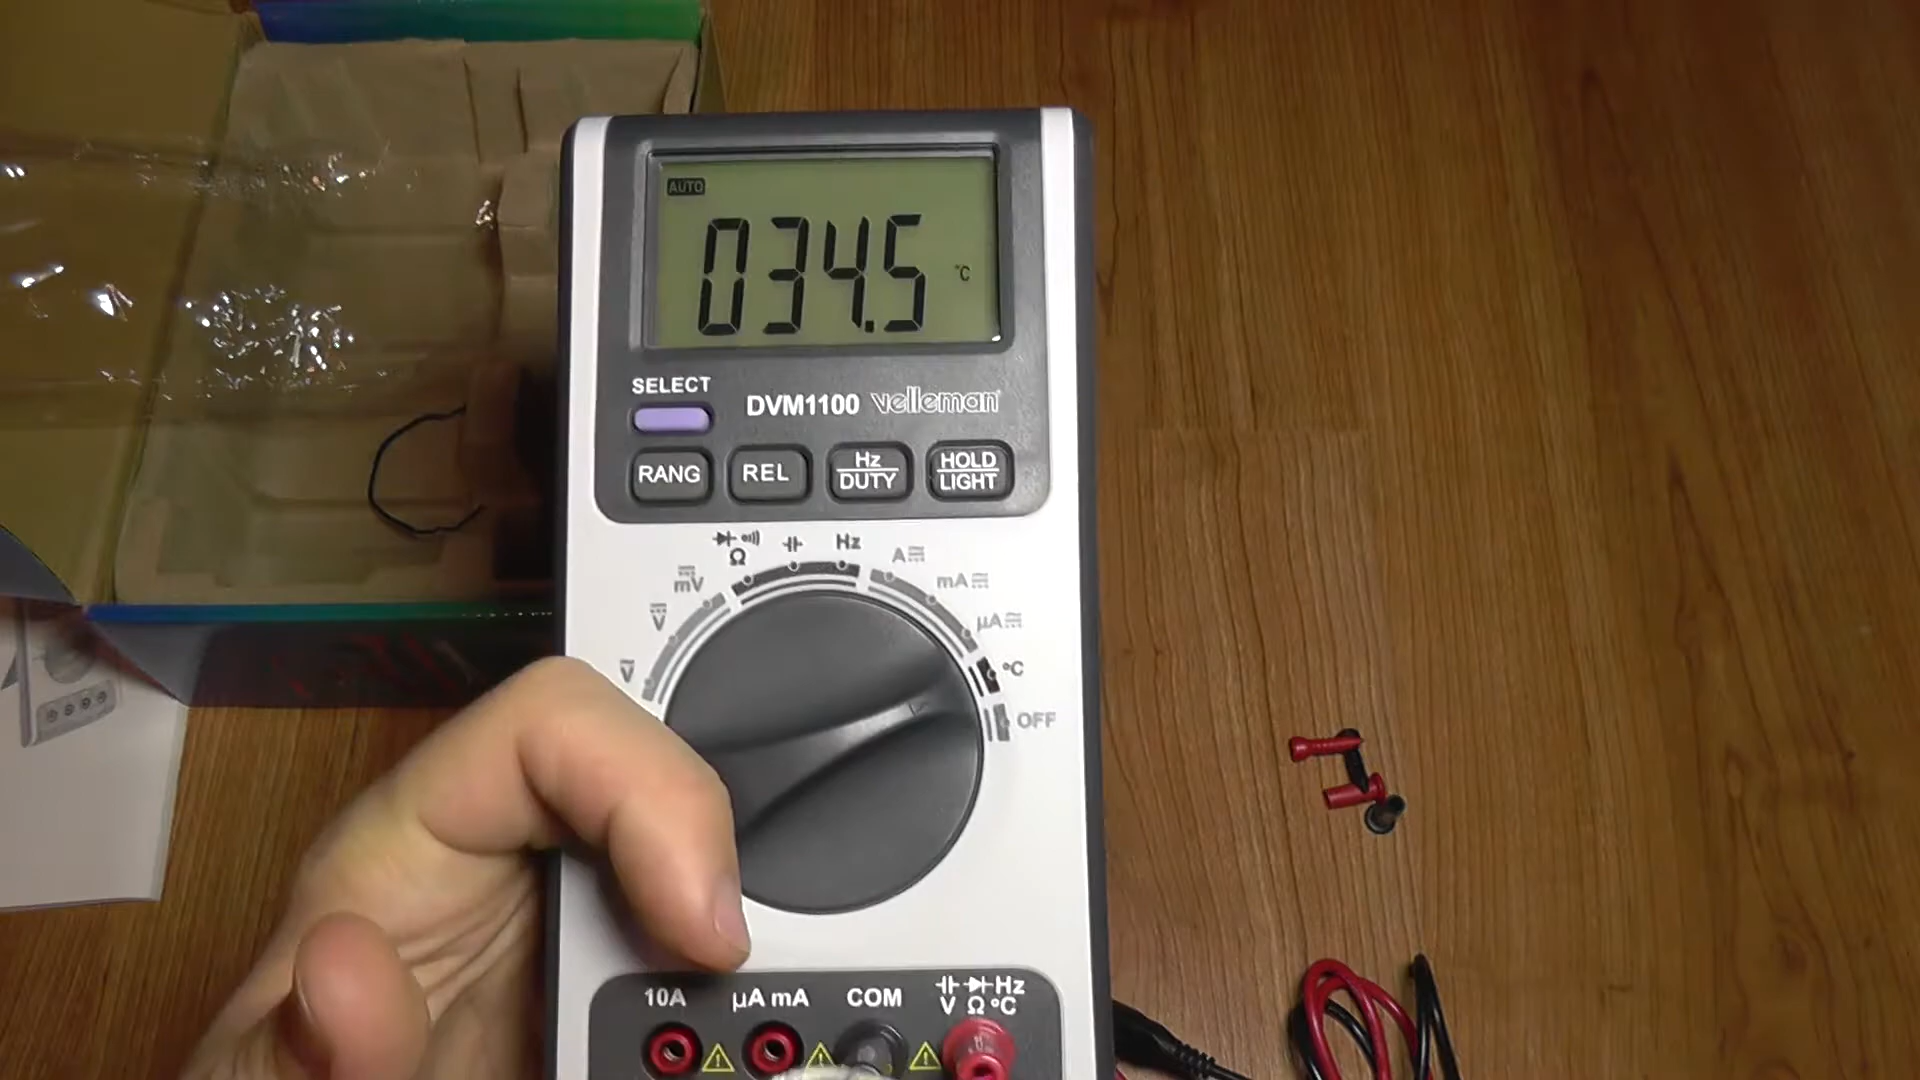 AUTO
034.5 °C
SELECT
DVM1100 velleman
RANG REL Hz DUTY HOLD LIGHT
Ω Hz A
mV mA
V µA
V °C
OFF
10A µA mA COM Hz
V Ω °C